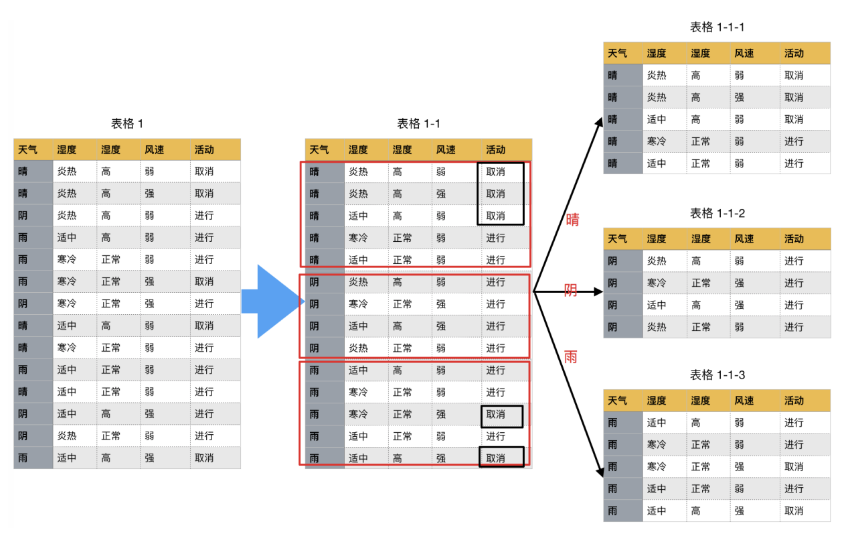 表格 1
天气 湿度 湿度 风速 活动
晴 炎热 高 弱 取消
晴 炎热 高 强 取消
阴 炎热 高 弱 进行
雨 适中 高 弱 进行
雨 寒冷 正常 弱 进行
雨 寒冷 正常 强 取消
阴 寒冷 正常 强 进行
晴 适中 高 弱 取消
晴 寒冷 正常 弱 进行
雨 适中 正常 弱 进行
晴 适中 正常 弱 进行
阴 适中 高 强 进行
阴 炎热 正常 弱 进行
雨 适中 高 强 取消
表格 1-1
天气 湿度 湿度 风速 活动
晴 炎热 高 弱 取消
晴 炎热 高 强 取消
晴 适中 高 弱 取消
晴 寒冷 正常 弱 进行
晴 适中 正常 弱 进行
阴 炎热 高 弱 进行
阴 寒冷 正常 强 进行
阴 适中 高 强 进行
阴 炎热 正常 弱 进行
雨 适中 高 弱 进行
雨 寒冷 正常 弱 进行
雨 寒冷 正常 强 取消
雨 适中 正常 弱 进行
雨 适中 高 强 取消
晴
阴
雨
表格 1-1-1
天气 湿度 湿度 风速 活动
晴 炎热 高 弱 取消
晴 炎热 高 强 取消
晴 适中 高 弱 取消
晴 寒冷 正常 弱 进行
晴 适中 正常 弱 进行
表格 1-1-2
天气 湿度 湿度 风速 活动
阴 炎热 高 弱 进行
阴 寒冷 正常 强 进行
阴 适中 高 强 进行
阴 炎热 正常 弱 进行
表格 1-1-3
天气 湿度 湿度 风速 活动
雨 适中 高 弱 进行
雨 寒冷 正常 弱 进行
雨 寒冷 正常 强 取消
雨 适中 正常 弱 进行
雨 适中 高 强 取消